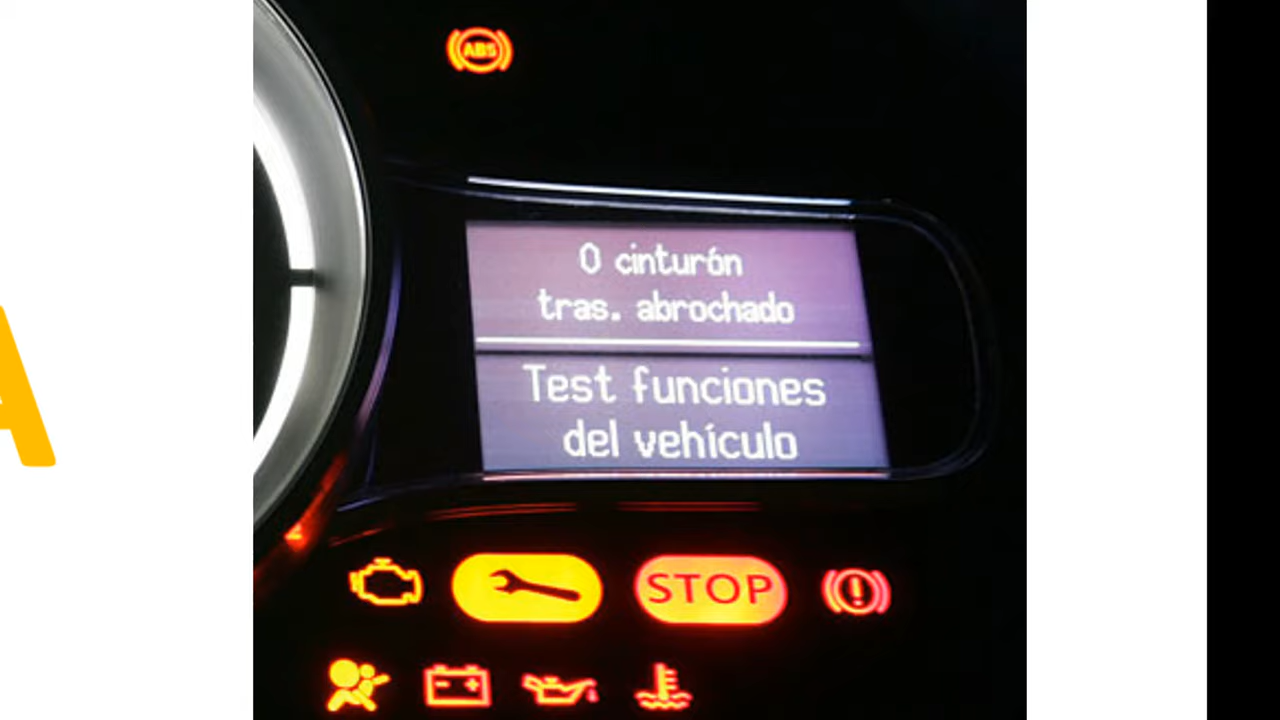 ABS
0 cinturón
tras. abrochado
Test funciones
del vehículo
STOP
A